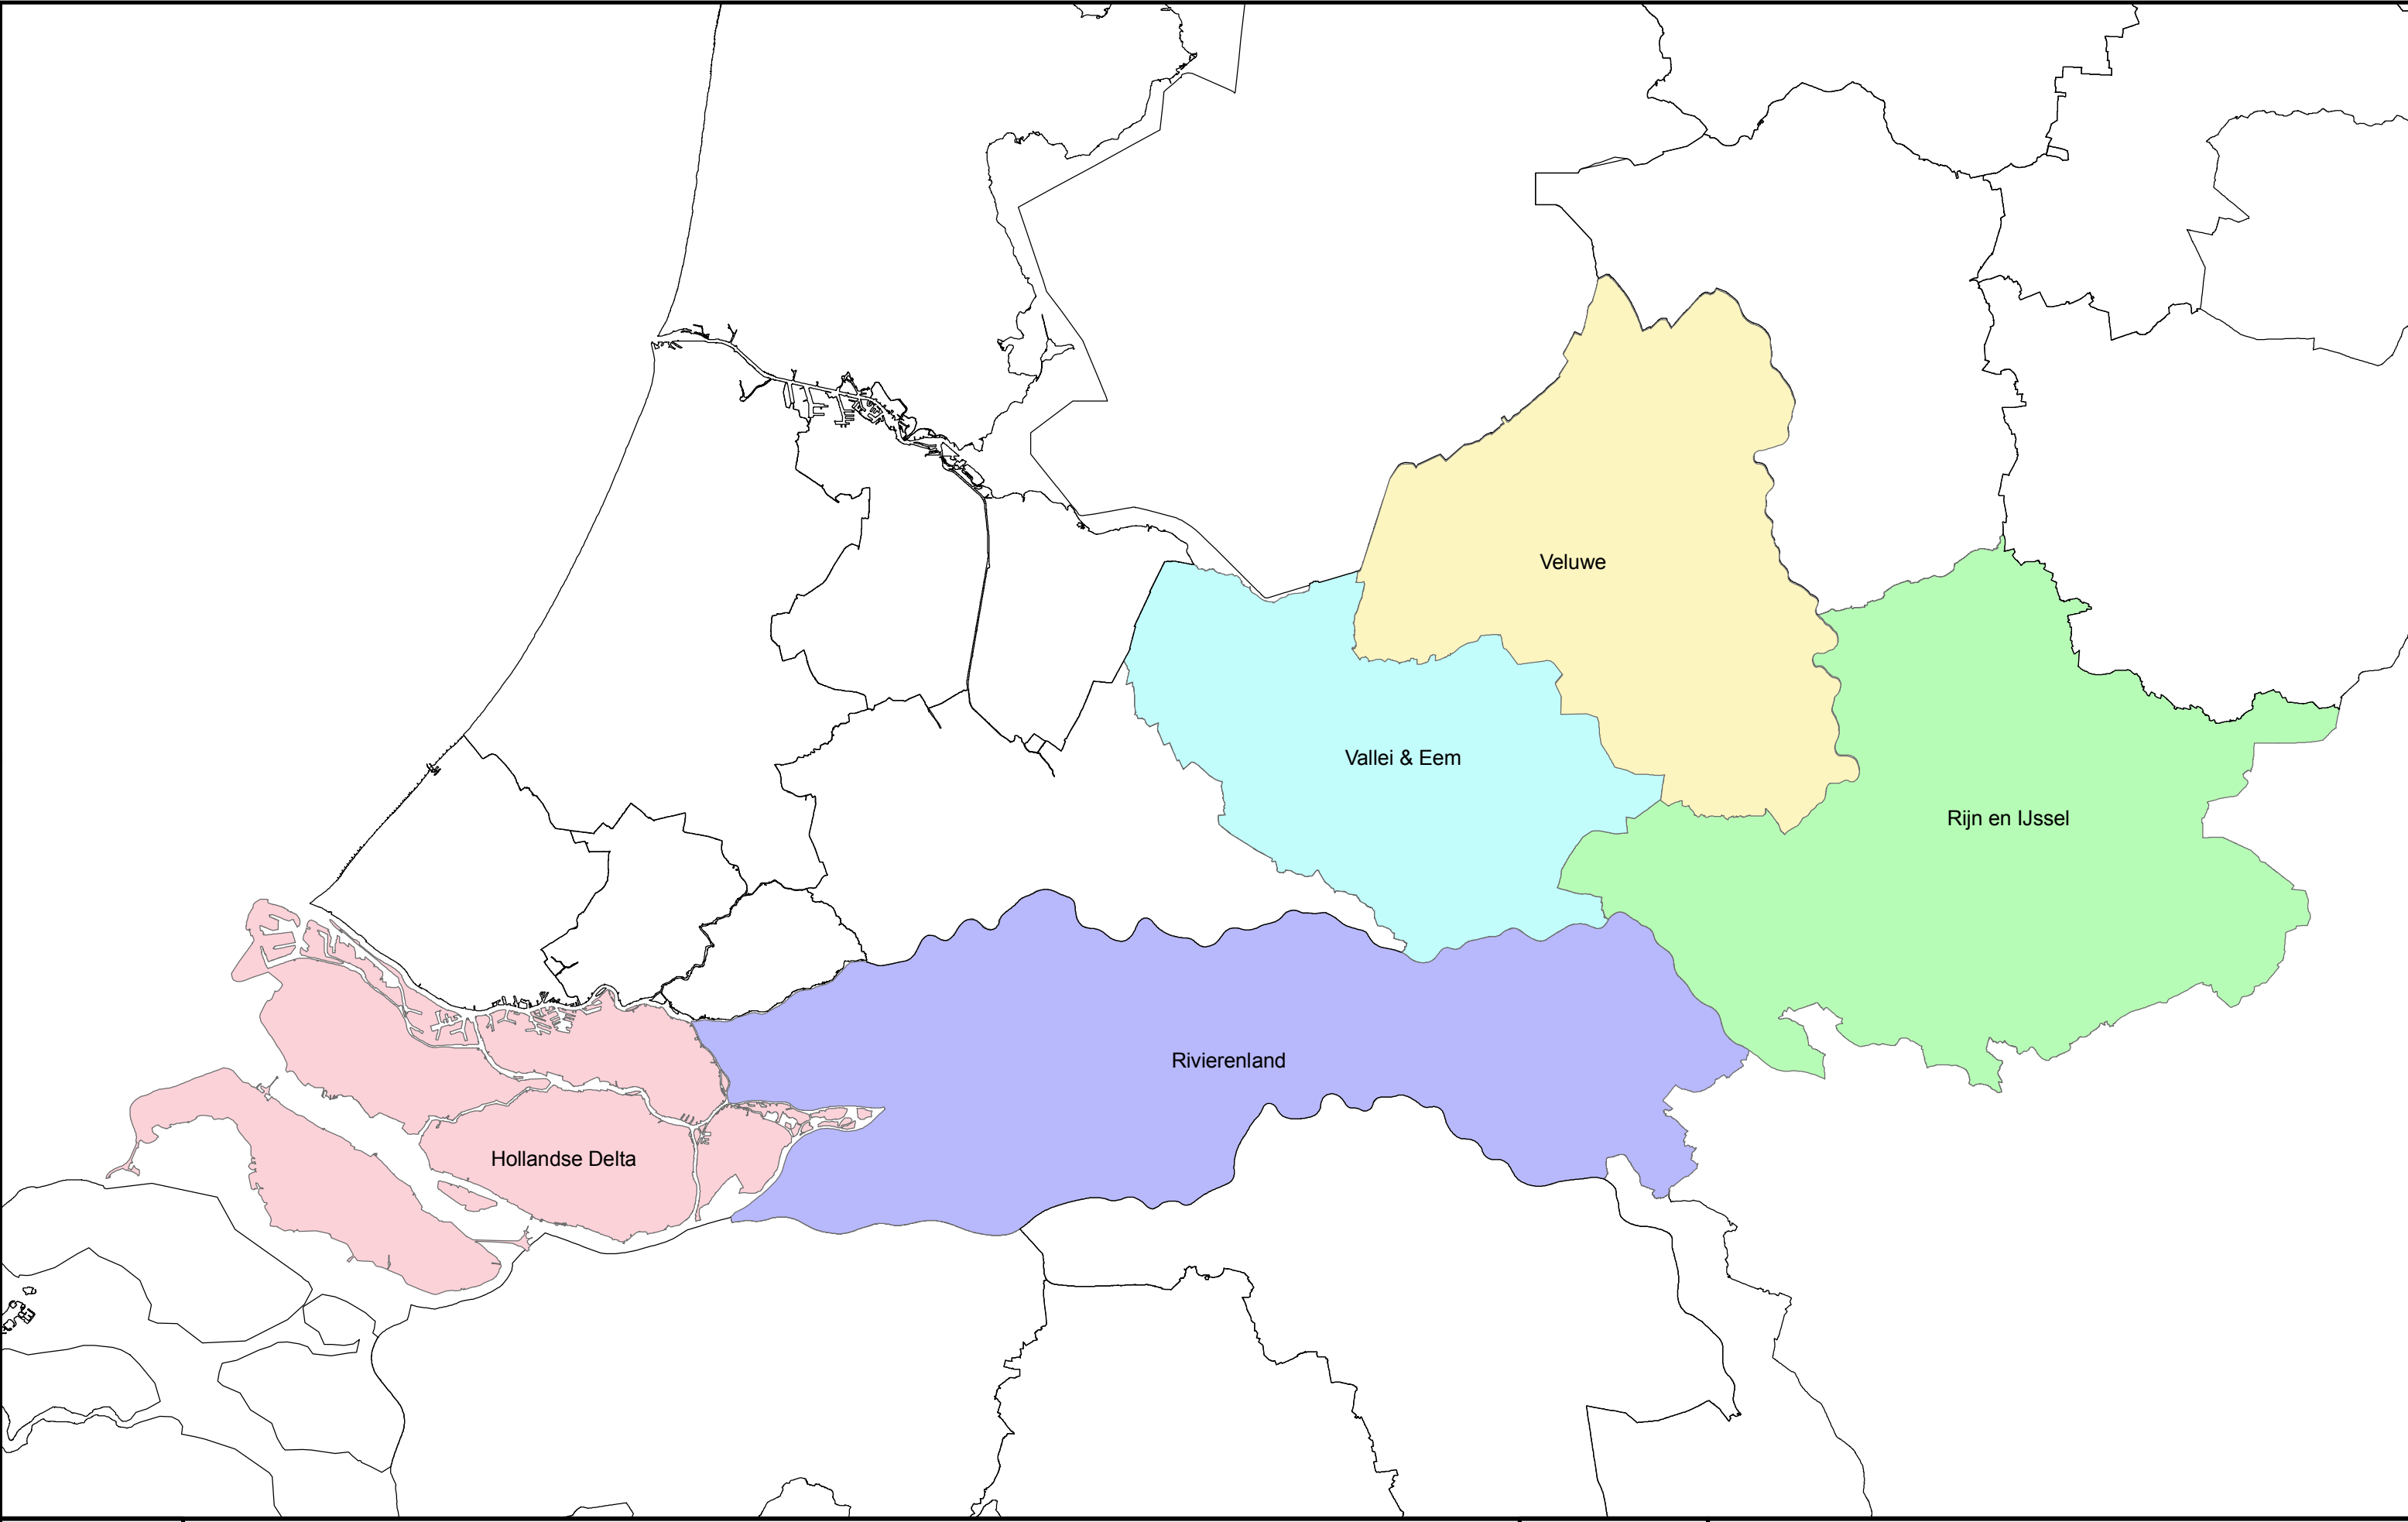 Veluwe
Vallei & Eem
Rijn en IJssel
Rivierenland
Hollandse Delta